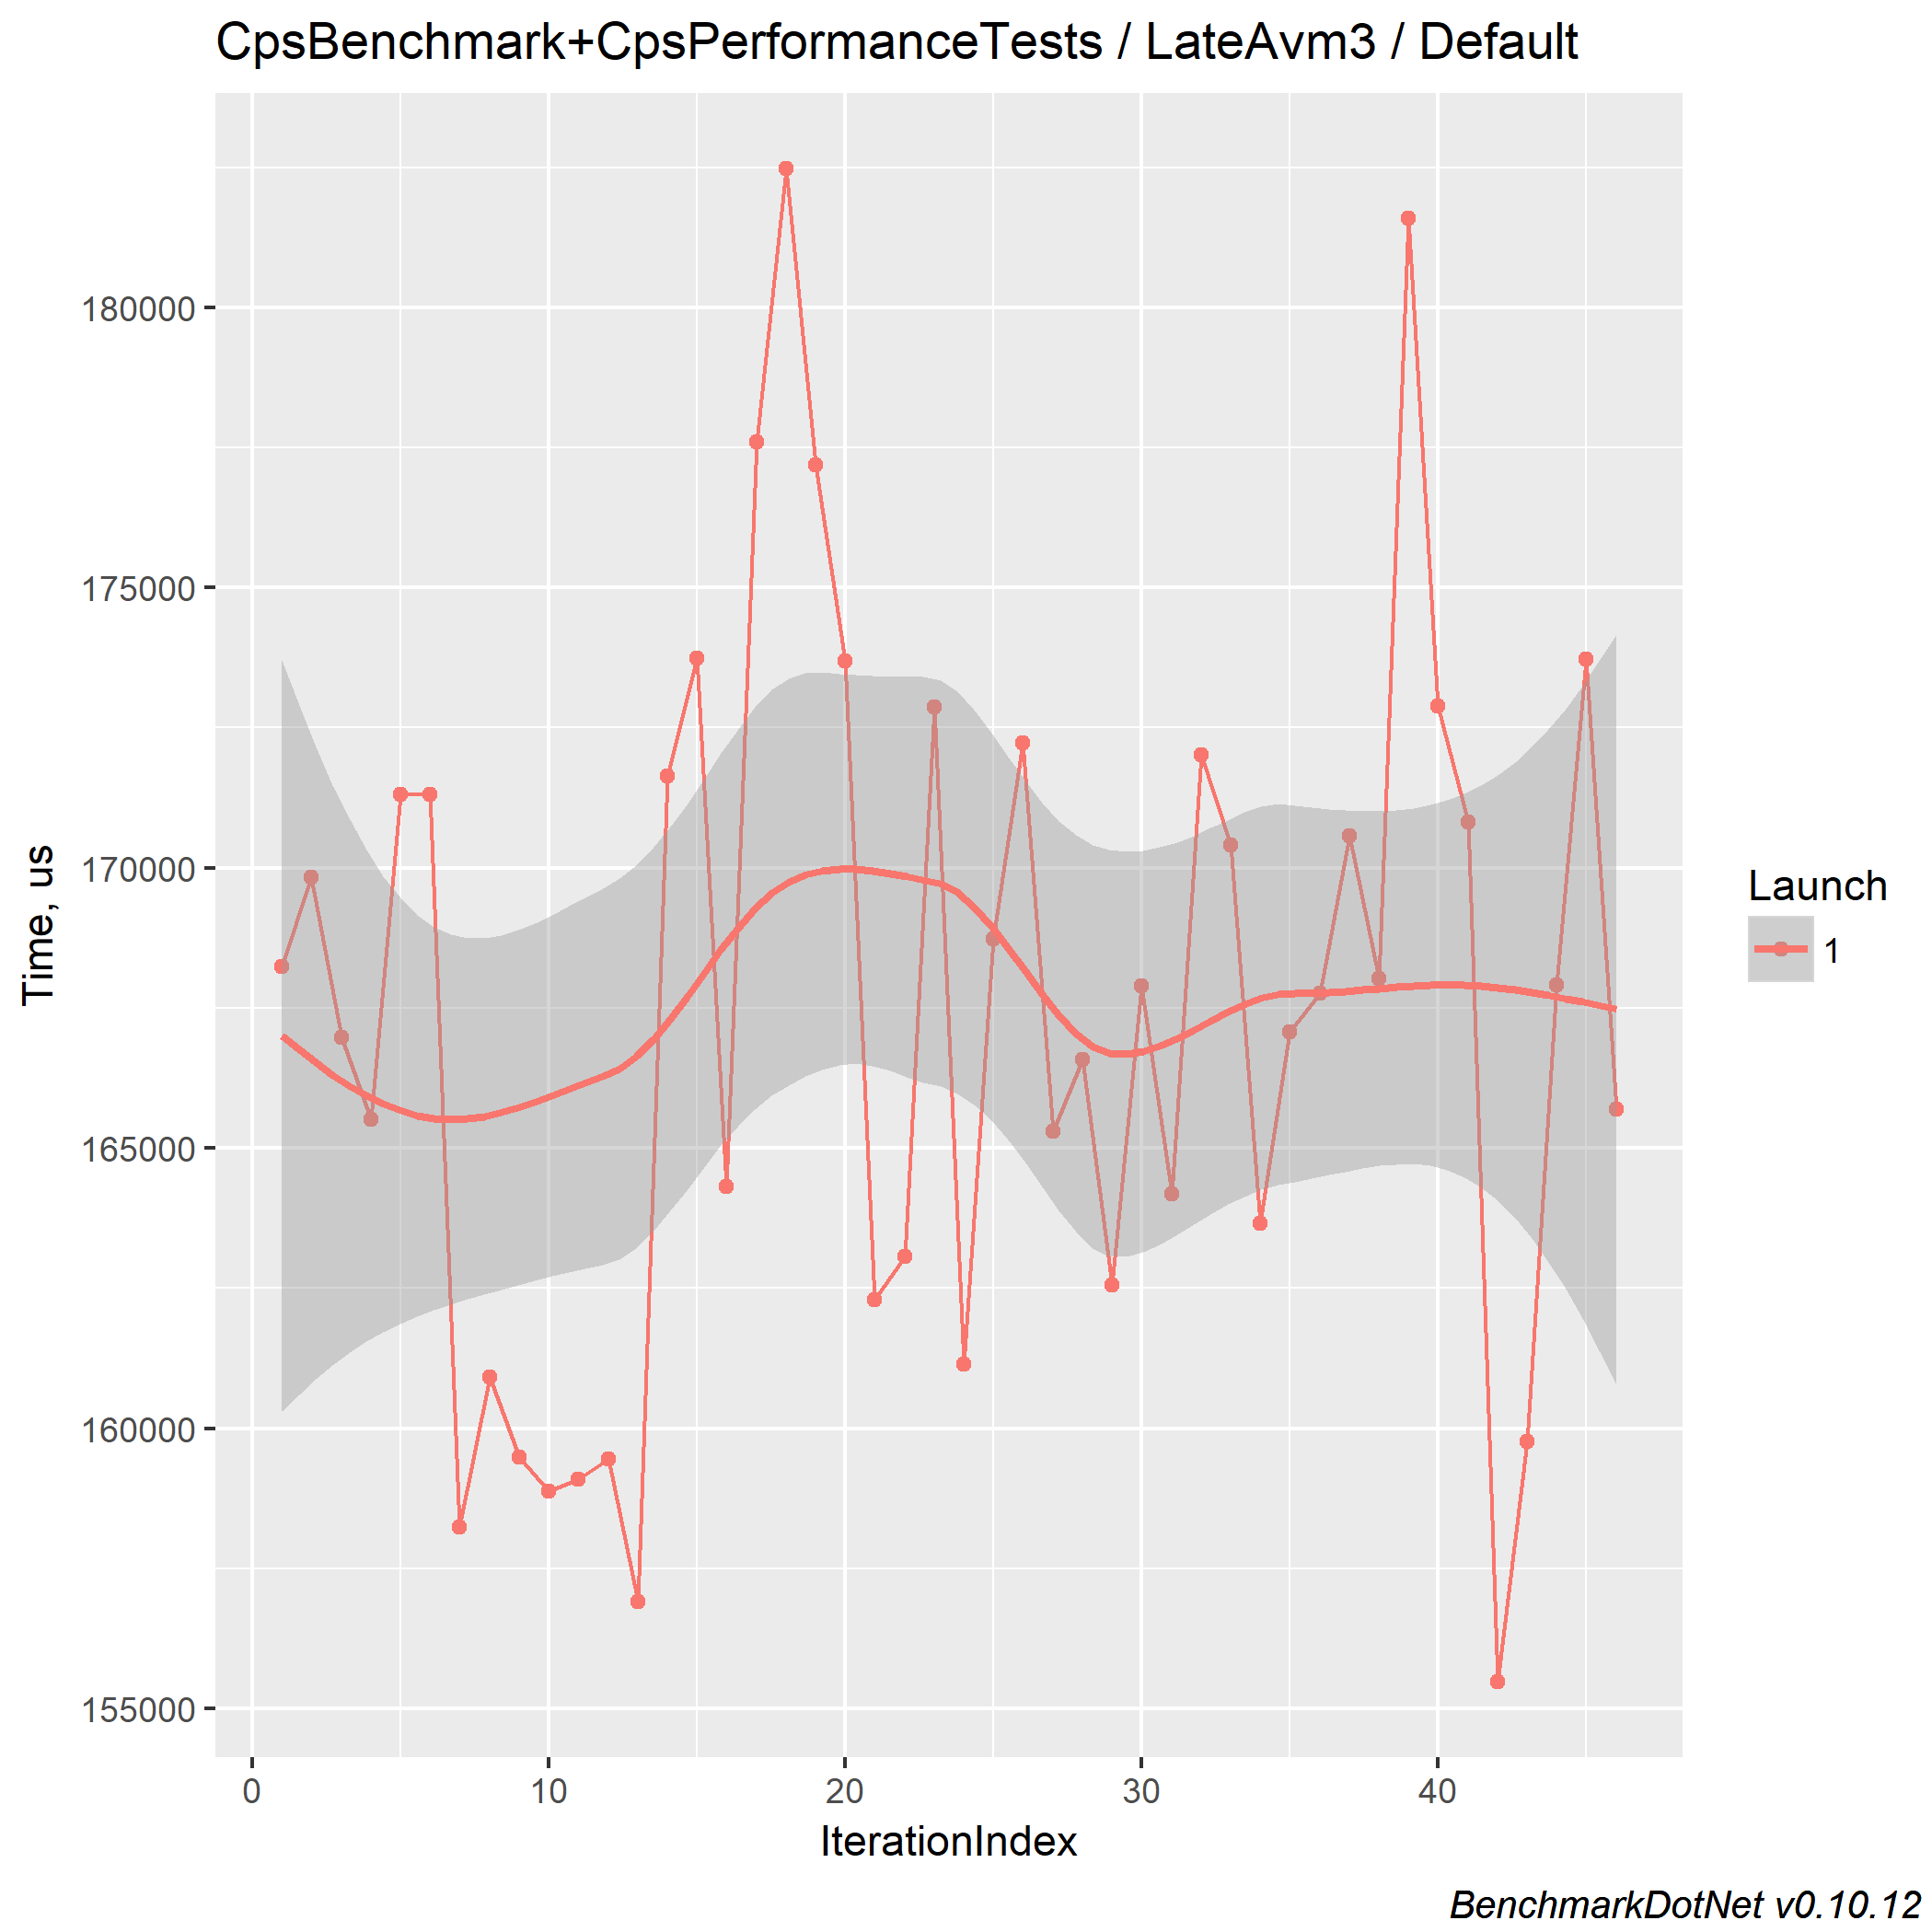 CpsBenchmark+CpsPerformanceTests / LateAvm3 / Default
Time, us
180000
175000
170000
165000
160000
155000
0 10 20 30 40
IterationIndex
Launch
1
BenchmarkDotNet v0.10.12